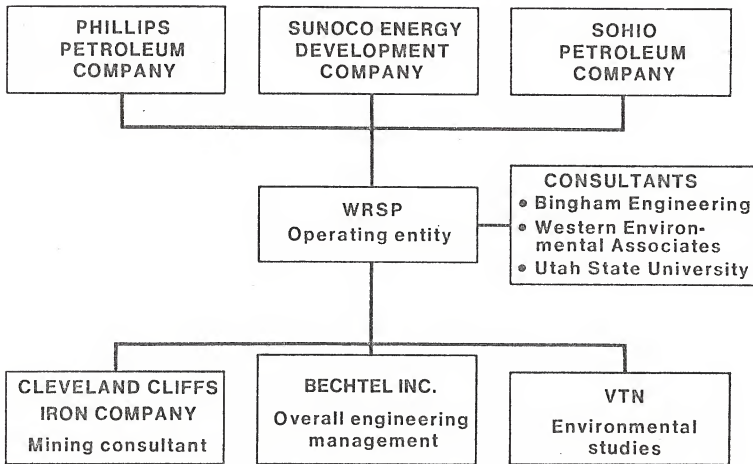 PHILLIPS
PETROLEUM
COMPANY
SUNOCO ENERGY
DEVELOPMENT
COMPANY
SOHIO
PETROLEUM
COMPANY
WRSP
Operating entity
CONSULTANTS
• Bingham Engineering
• Western Environ-
mental Associates
• Utah State University
CLEVELAND CLIFFS
IRON COMPANY
Mining consultant
BECHTEL INC.
Overall engineering
management
VTN
Environmental
studies